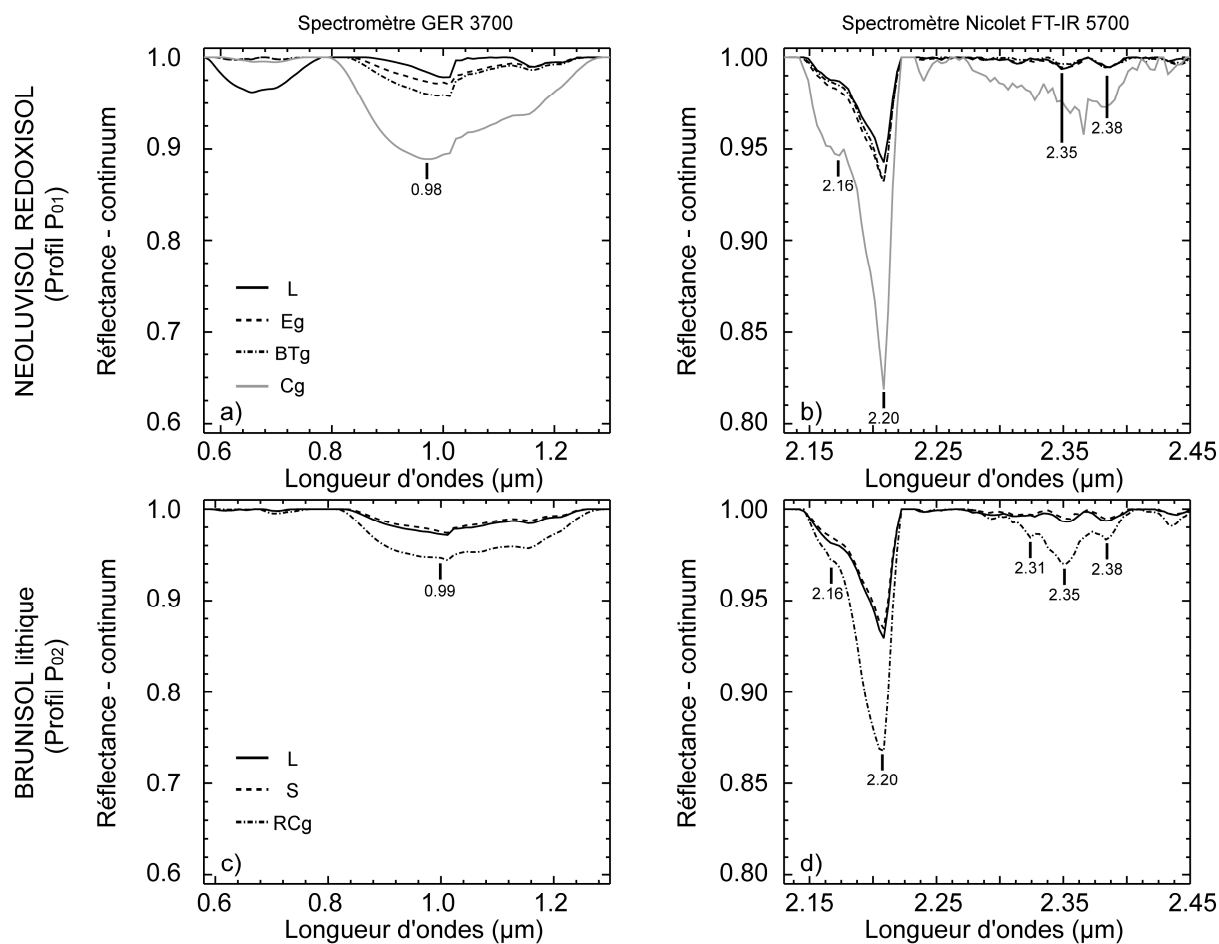 Spectromètre GER 3700
Spectromètre Nicolet FT-IR 5700
NEOLUVISOL REDOXISOL
(Profil P01)
Réflectance - continuum
1.0
0.9
0.8
0.7
0.6
0.98
L
Eg
BTg
Cg
a)
0.6
0.8
1.0
1.2
Longueur d'ondes (µm)
Réflectance - continuum
1.00
0.95
0.90
0.85
0.80
2.16
2.20
2.35
2.38
b)
2.15
2.25
2.35
2.45
Longueur d'ondes (µm)
BRUNISOL lithique
(Profil P02)
Réflectance - continuum
1.0
0.9
0.8
0.7
0.6
0.99
L
S
RCg
c)
0.6
0.8
1.0
1.2
Longueur d'ondes (µm)
Réflectance - continuum
1.00
0.95
0.90
0.85
0.80
2.16
2.20
2.31
2.35
2.38
d)
2.15
2.25
2.35
2.45
Longueur d'ondes (µm)